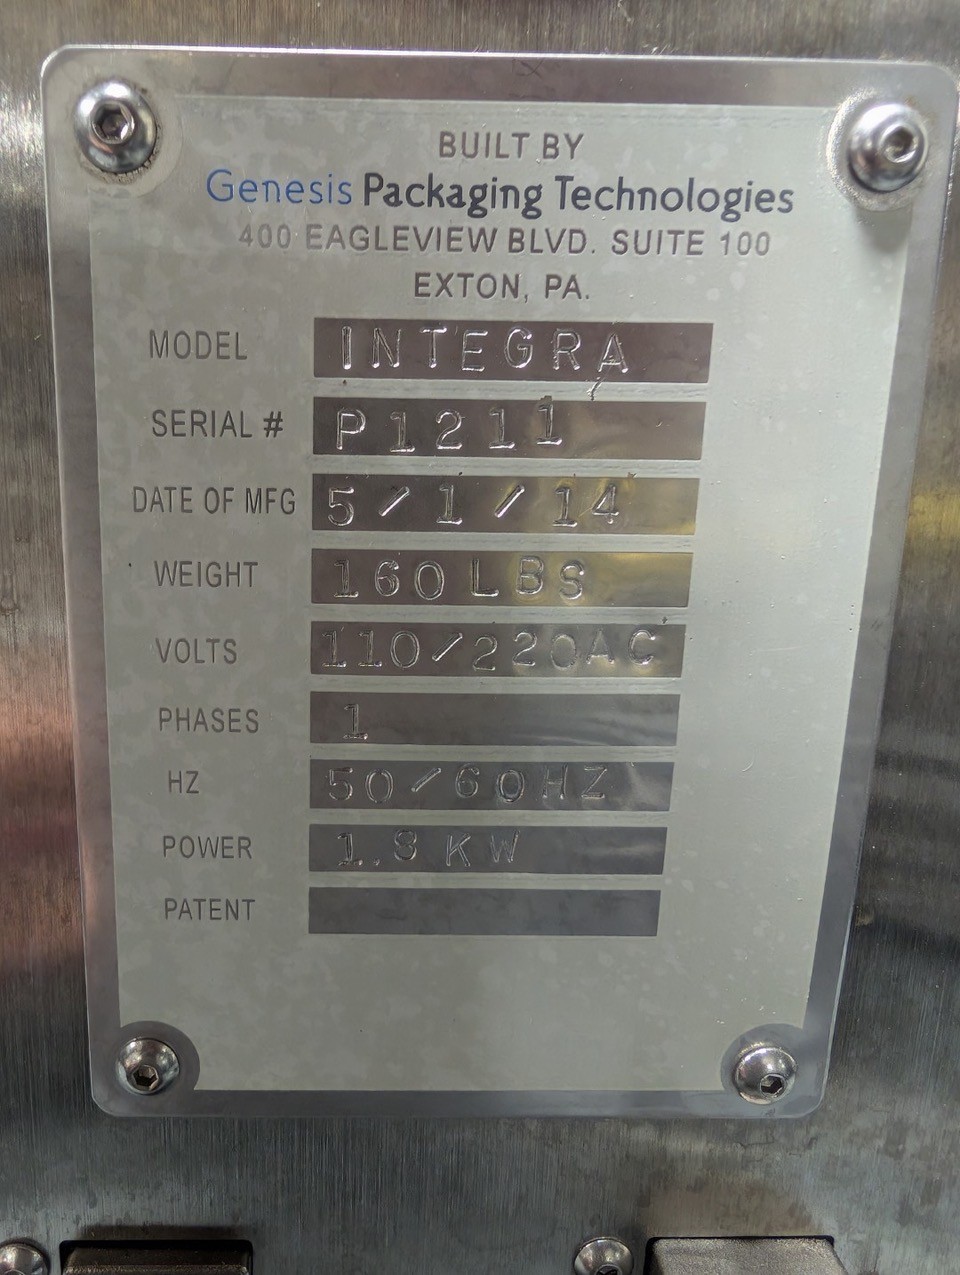 BUILT BY
Genesis Packaging Technologies
400 EAGLEVIEW BLVD. SUITE 100
EXTON, PA.
MODEL INTEGRA
SERIAL # P1211
DATE OF MFG 5/1/14
WEIGHT 160 LBS
VOLTS 110/220AC
PHASES 1
HZ 50/60HZ
POWER 1.8 KW
PATENT